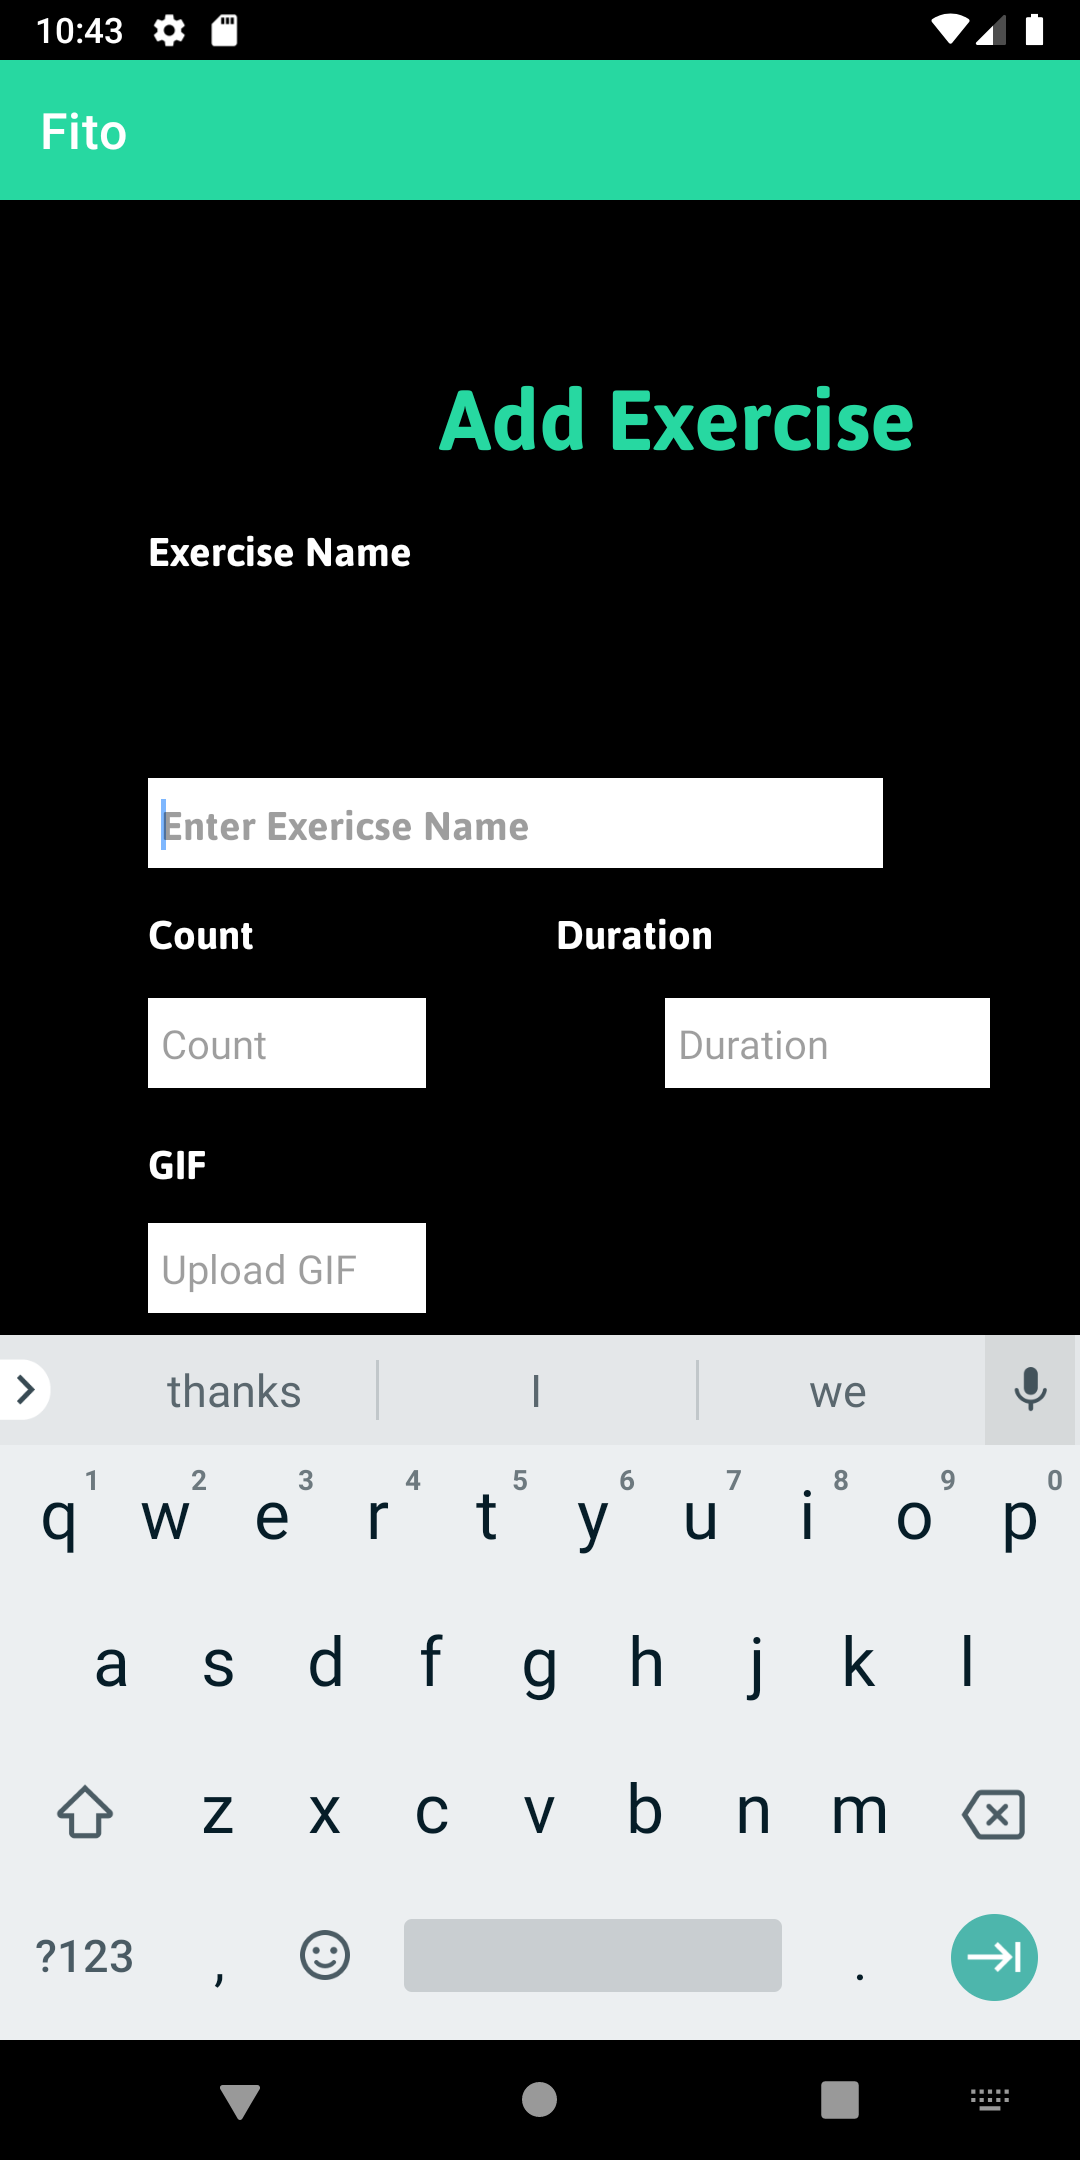 10:43
Fito
Add Exercise
Exercise Name
Enter Exericse Name
Count Duration
Count Duration
GIF
Upload GIF
thanks I we
1 2 3 4 5 6 7 8 9 0
q w e r t y u i o p
a s d f g h j k l
z x c v b n m
?123 , .